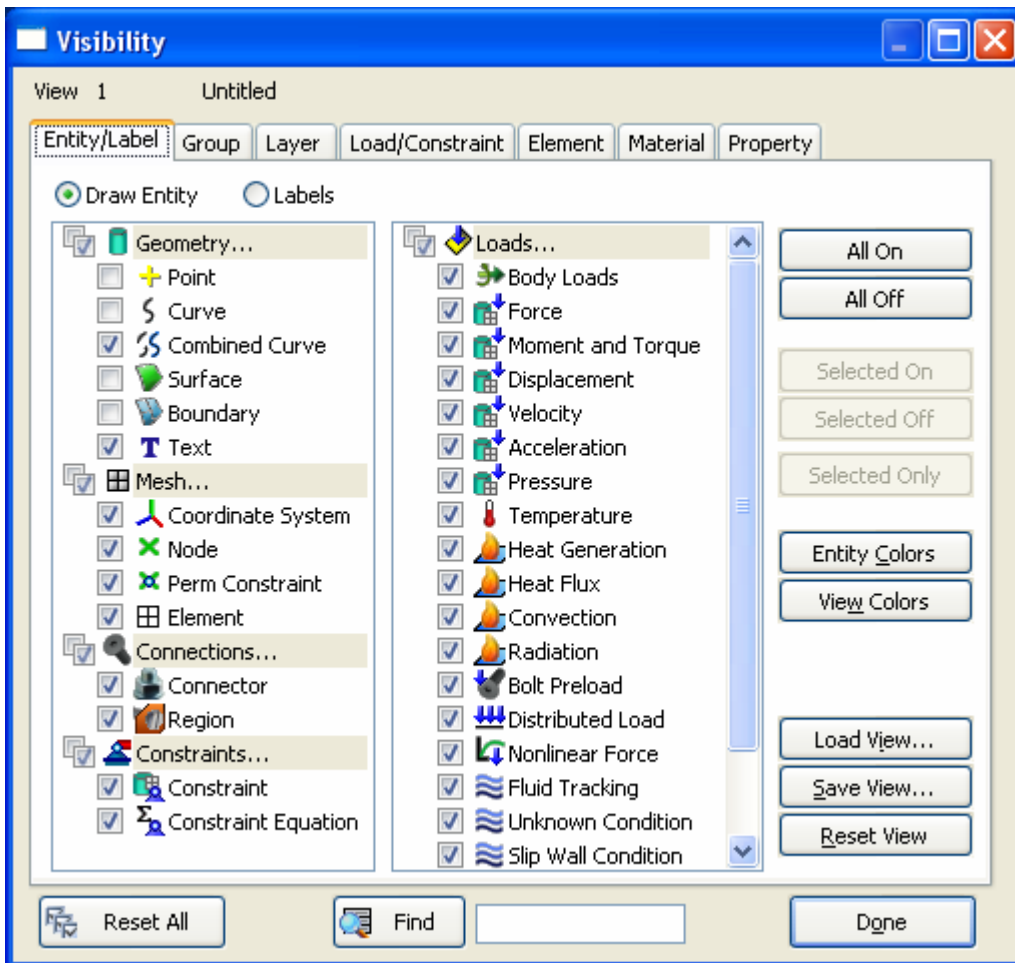 Visibility
View 1 Untitled
Entity/Label Group Layer Load/Constraint Element Material Property
Draw Entity Labels
Geometry...
Point
Curve
Combined Curve
Surface
Boundary
Text
Mesh...
Coordinate System
Node
Perm Constraint
Element
Connections...
Connector
Region
Constraints...
Constraint
Constraint Equation
Loads...
Body Loads
Force
Moment and Torque
Displacement
Velocity
Acceleration
Pressure
Temperature
Heat Generation
Heat Flux
Convection
Radiation
Bolt Preload
Distributed Load
Nonlinear Force
Fluid Tracking
Unknown Condition
Slip Wall Condition
All On
All Off
Selected On
Selected Off
Selected Only
Entity Colors
View Colors
Load View...
Save View...
Reset View
Reset All Find Done